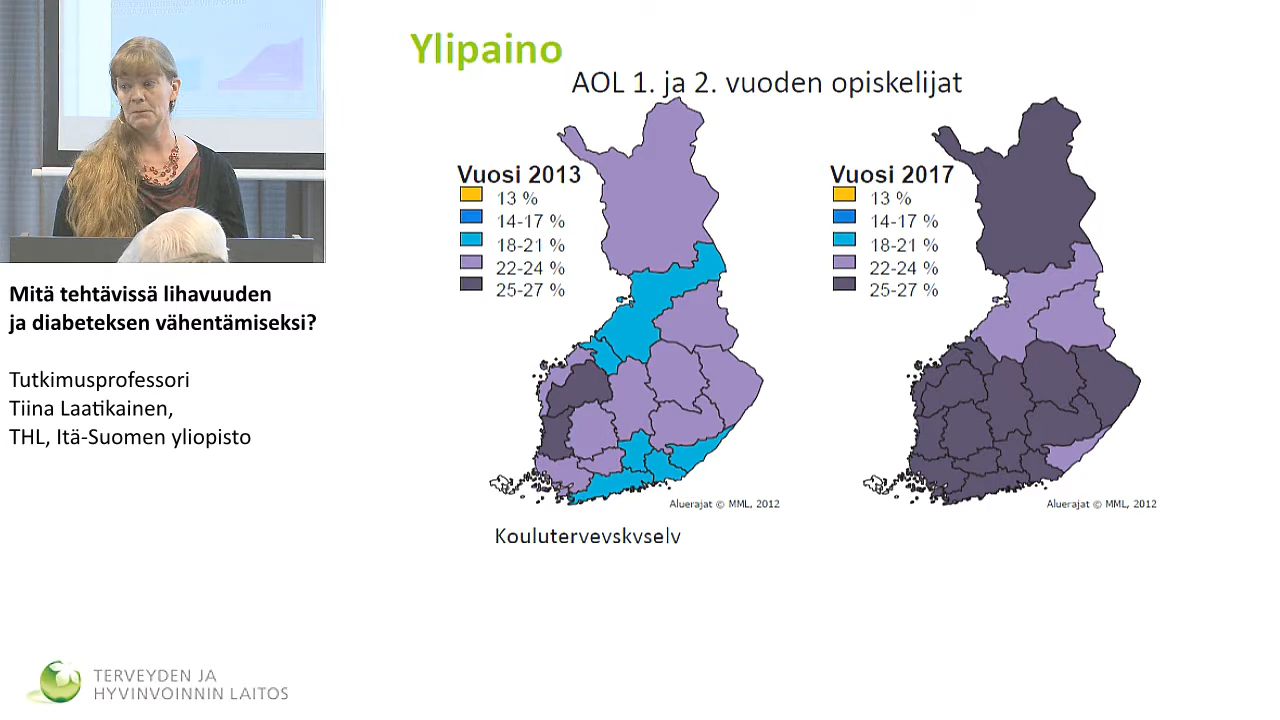 Ylipaino
AOL 1. ja 2. vuoden opiskelijat
Vuosi 2013
13 %
14-17 %
18-21 %
22-24 %
25-27 %
Aluerajat © MML, 2012
Vuosi 2017
13 %
14-17 %
18-21 %
22-24 %
25-27 %
Aluerajat © MML, 2012
Mitä tehtävissä lihavuuden
ja diabeteksen vähentämiseksi?
Tutkimusprofessori
Tiina Laatikainen,
THL, Itä-Suomen yliopisto
TERVEYDEN JA
HYVINVOINNIN LAITOS